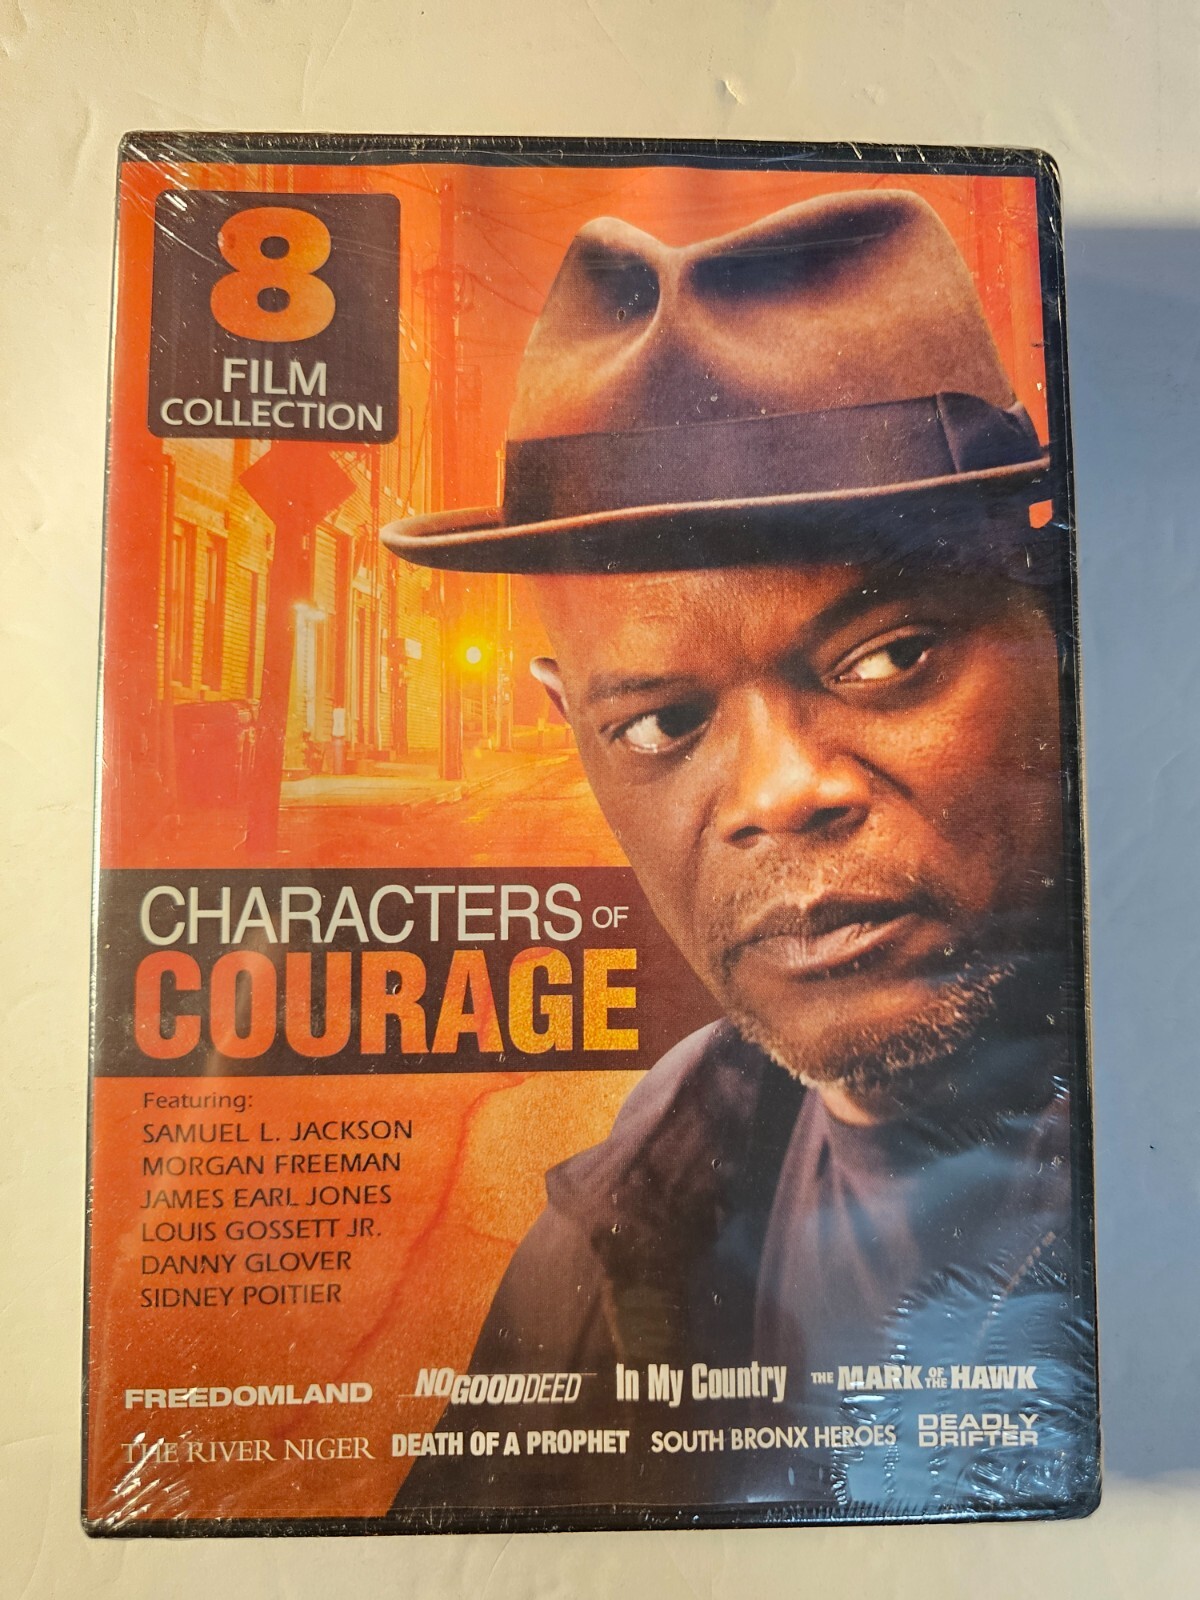 8
FILM
COLLECTION
CHARACTERS OF
COURAGE
Featuring:
SAMUEL L. JACKSON
MORGAN FREEMAN
JAMES EARL JONES
LOUIS GOSSETT JR.
DANNY GLOVER
SIDNEY POITIER
FREEDOMLAND NO GOOD DEED In My Country THE MARK OF THE HAWK
THE RIVER NIGER DEATH OF A PROPHET SOUTH BRONX HEROES DEADLY DRIFTER